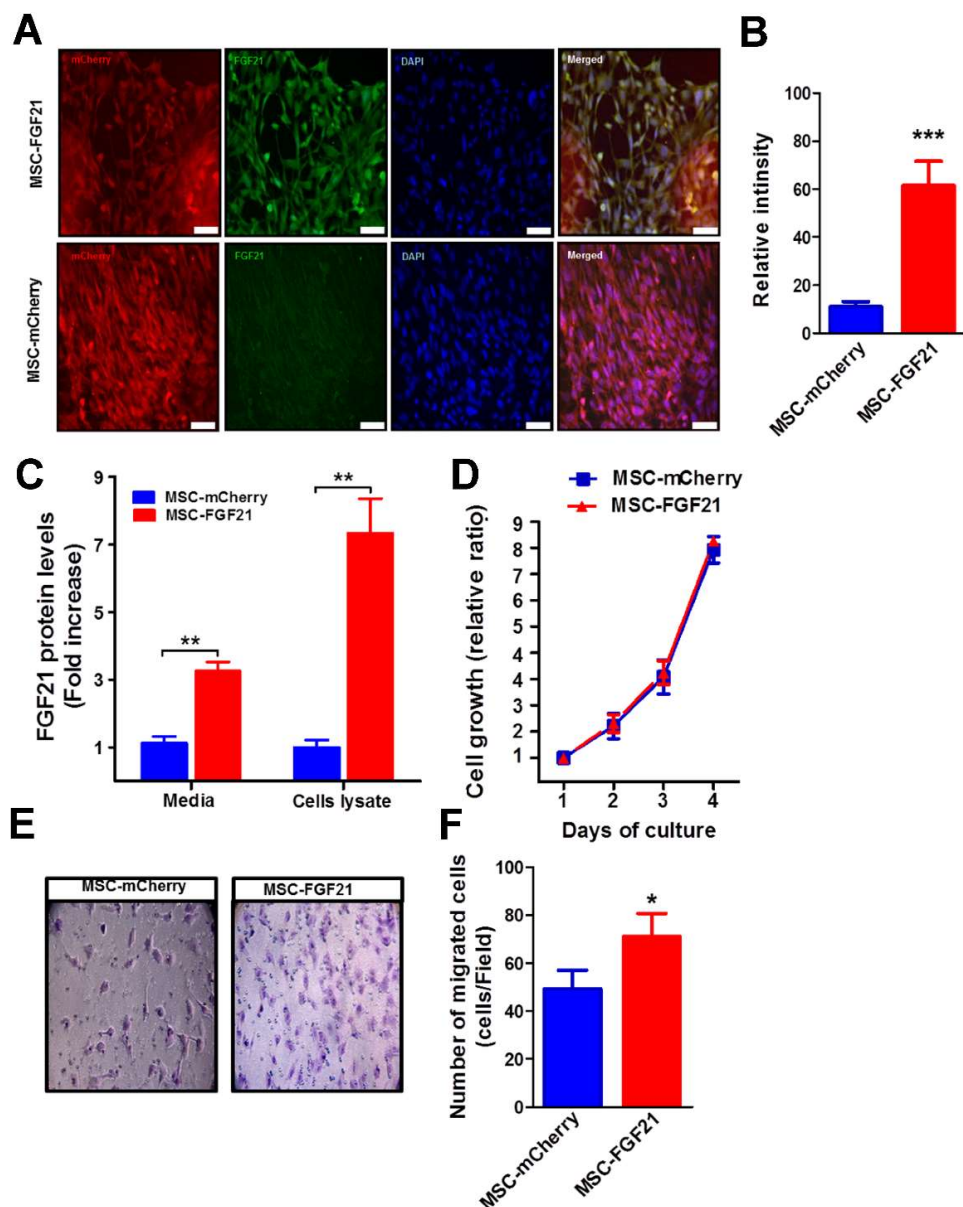 A
mCherry
FGF21
DAPI
Merged
MSC-FGF21
mCherry
FGF21
DAPI
Merged
MSC-mCherry
B
Relative intinsity
100
80
60
40
20
0
***
MSC-mCherry
MSC-FGF21
C
FGF21 protein levels
(Fold increase)
9
7
5
3
1
MSC-mCherry
MSC-FGF21
**
**
Media
Cells lysate
D
MSC-mCherry
MSC-FGF21
Cell growth (relative ratio)
9
8
7
8
4
4
2
1
1 2 3 4
Days of culture
E
MSC-mCherry
MSC-FGF21
F
Number of migrated cells
(cells/Field)
100
80
60
40
20
0
*
MSC-mCherry
MSC-FGF21